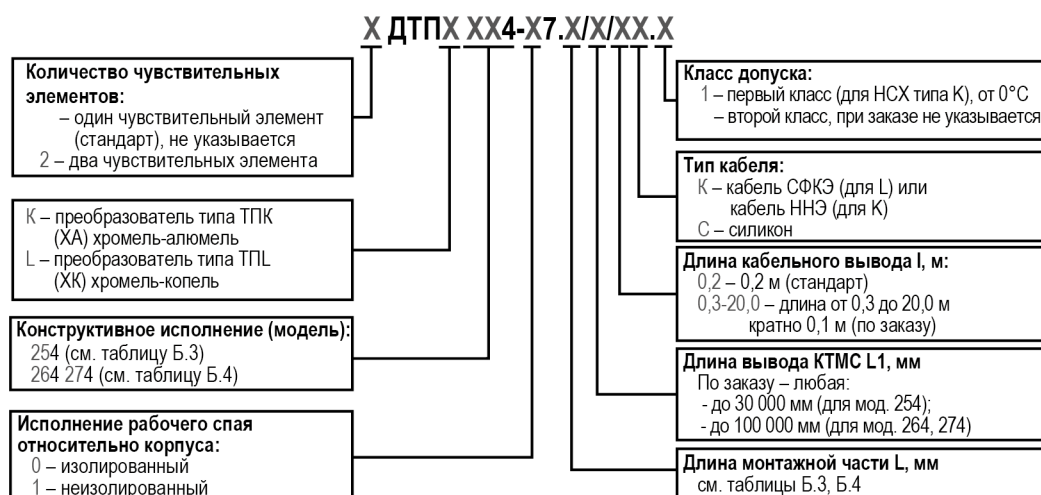 X ДТПX XX4-X7.X/X/XX.X
Количество чувствительных
элементов:
– один чувствительный элемент
(стандарт), не указывается
2 – два чувствительных элемента
К – преобразователь типа ТПК
(ХА) хромель-алюмель
L – преобразователь типа ТПL
(ХК) хромель-копель
Конструктивное исполнение (модель):
254 (см. таблицу Б.3)
264 274 (см. таблицу Б.4)
Исполнение рабочего спая
относительно корпуса:
0 – изолированный
1 – неизолированный
Класс допуска:
1 – первый класс (для НСХ типа К), от 0°С
– второй класс, при заказе не указывается
Тип кабеля:
К – кабель СФКЭ (для L) или
кабель ННЭ (для К)
С – силикон
Длина кабельного вывода l, м:
0,2 – 0,2 м (стандарт)
0,3-20,0 – длина от 0,3 до 20,0 м
кратно 0,1 м (по заказу)
Длина вывода КТМС L1, мм
По заказу – любая:
- до 30 000 мм (для мод. 254);
- до 100 000 мм (для мод. 264, 274)
Длина монтажной части L, мм
см. таблицы Б.3, Б.4